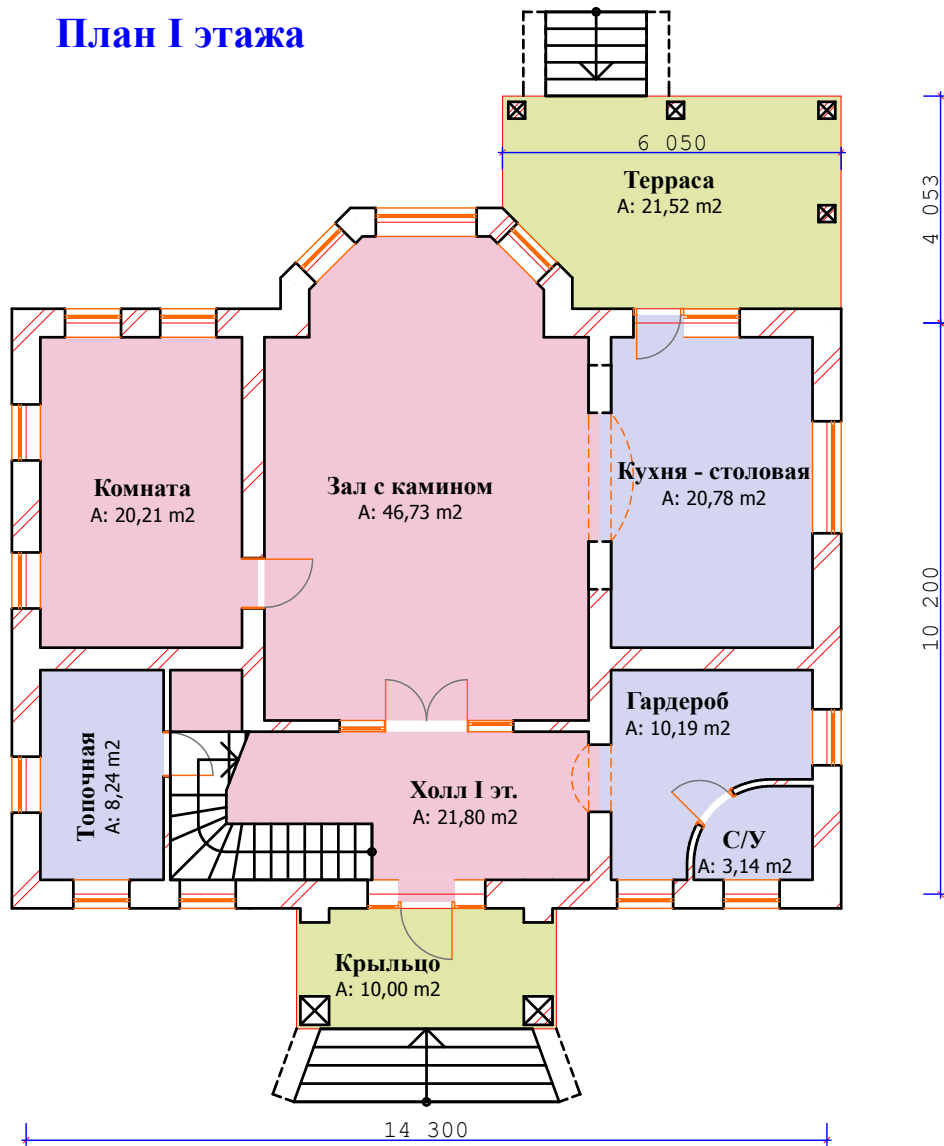 План I этажа
6 050
Терраса
A: 21,52 m2
4 053
Комната
A: 20,21 m2
Зал с камином
A: 46,73 m2
Кухня - столовая
A: 20,78 m2
10 200
Топочная
A: 8,24 m2
Холл I эт.
A: 21,80 m2
Гардероб
A: 10,19 m2
С/У
A: 3,14 m2
Крыльцо
A: 10,00 m2
14 300